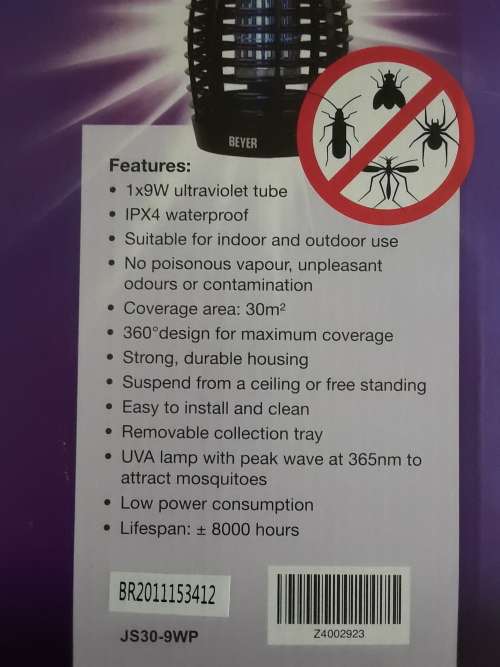 BEYER
Features:
• 1x9W ultraviolet tube
• IPX4 waterproof
• Suitable for indoor and outdoor use
• No poisonous vapour, unpleasant
odours or contamination
• Coverage area: 30m²
• 360°design for maximum coverage
• Strong, durable housing
• Suspend from a ceiling or free standing
• Easy to install and clean
• Removable collection tray
• UVA lamp with peak wave at 365nm to
attract mosquitoes
• Low power consumption
• Lifespan: ± 8000 hours
BR2011153412
JS30-9WP
Z4002923